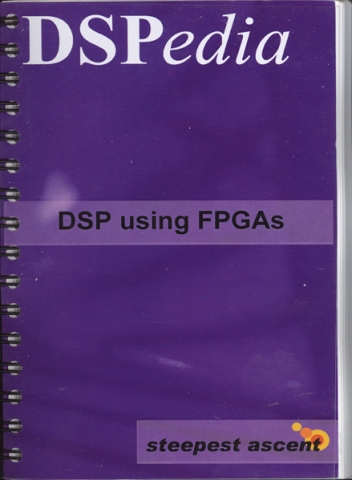 DSPedia
DSP using FPGAs
steepest ascent